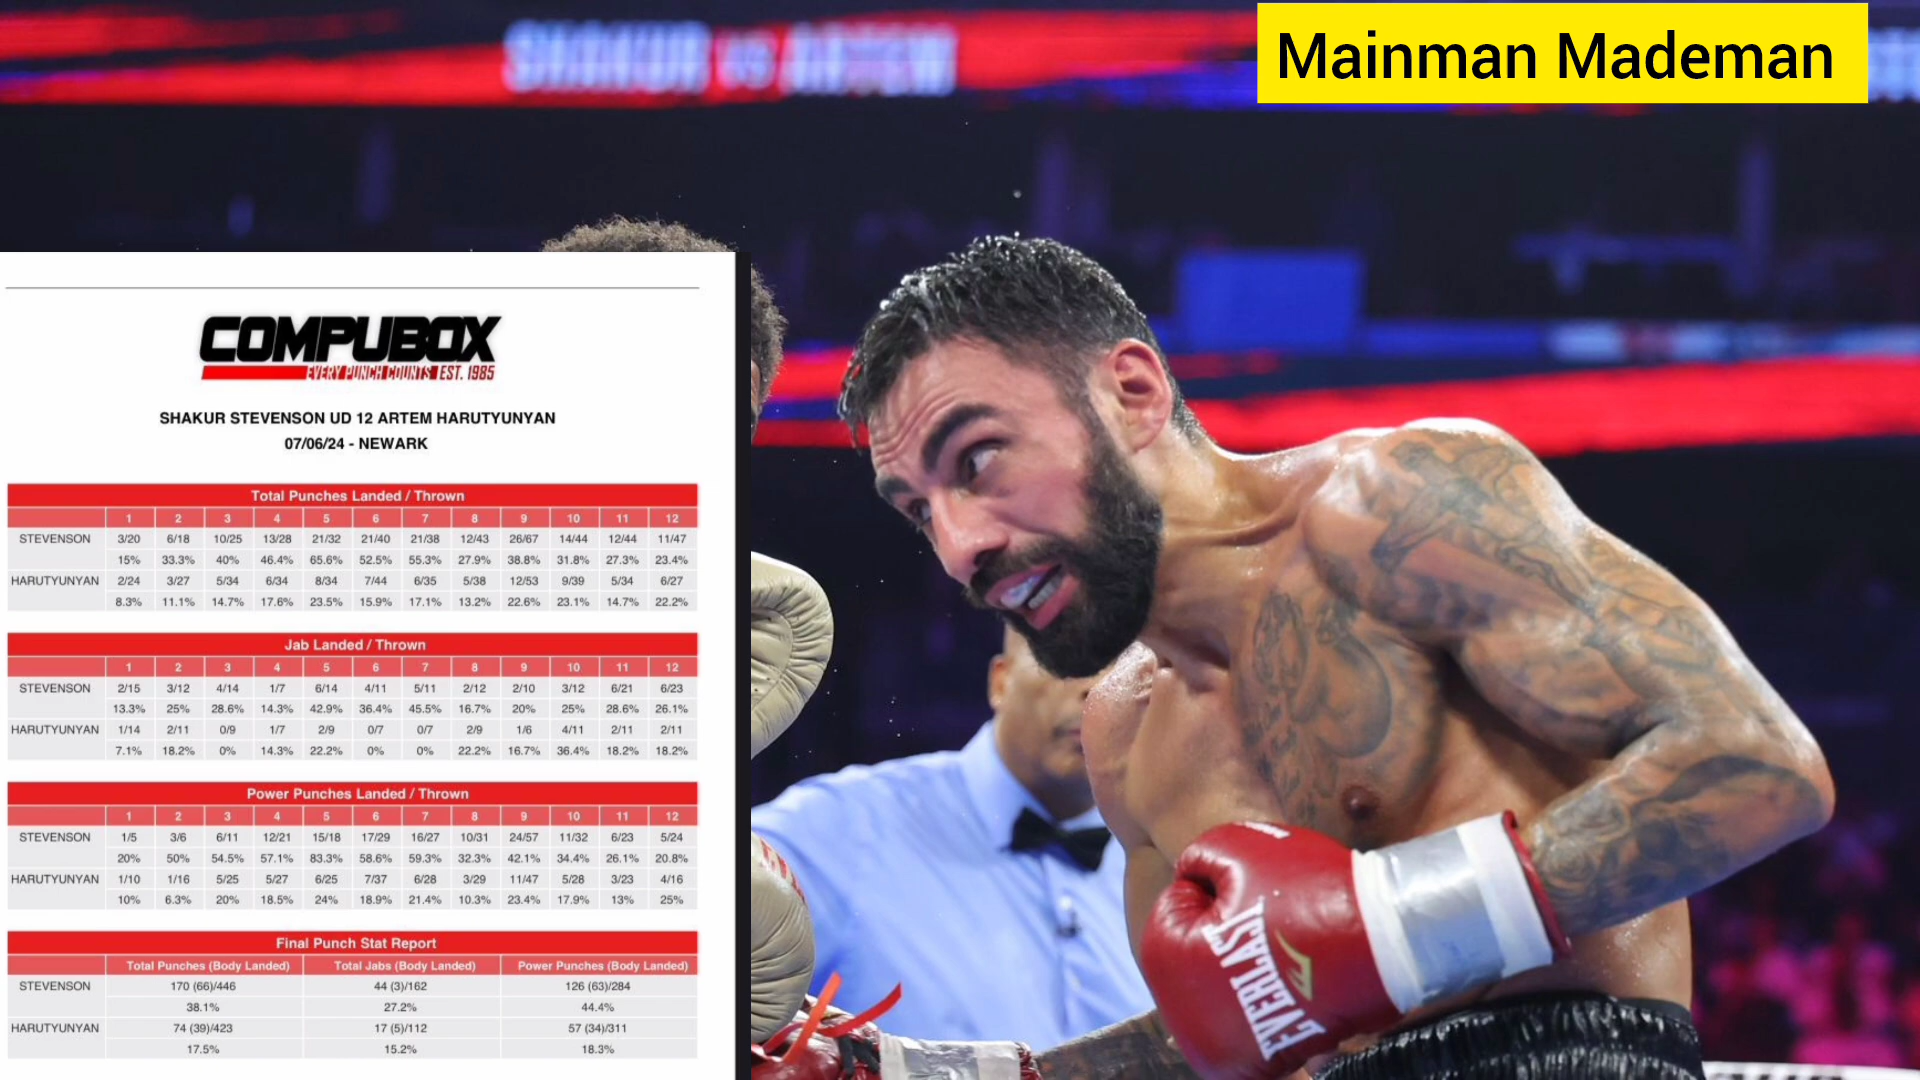 SHAKUR vs ARTEM
Mainman Mademan
COMPUBOX
EVERY PUNCH COUNTS EST. 1985
SHAKUR STEVENSON UD 12 ARTEM HARUTYUNYAN
07/06/24 - NEWARK
Total Punches Landed / Thrown
1 2 3 4 5 6 7 8 9 10 11 12
STEVENSON 3/20 6/18 10/25 13/28 21/32 21/40 21/38 12/43 26/67 14/44 12/44 11/47
15% 33.3% 40% 46.4% 65.6% 52.5% 55.3% 27.9% 38.8% 31.8% 27.3% 23.4%
HARUTYUNYAN 2/24 3/27 5/34 6/34 8/34 7/44 6/35 5/38 12/53 9/39 5/34 6/27
8.3% 11.1% 14.7% 17.6% 23.5% 15.9% 17.1% 13.2% 22.6% 23.1% 14.7% 22.2%
Jab Landed / Thrown
1 2 3 4 5 6 7 8 9 10 11 12
STEVENSON 2/15 3/12 4/14 1/7 6/14 4/11 5/11 2/12 2/10 3/12 6/21 6/23
13.3% 25% 28.6% 14.3% 42.9% 36.4% 45.5% 16.7% 20% 25% 28.6% 26.1%
HARUTYUNYAN 1/14 2/11 0/9 1/7 2/9 0/7 0/7 2/9 1/6 4/11 2/11 2/11
7.1% 18.2% 0% 14.3% 22.2% 0% 0% 22.2% 16.7% 36.4% 18.2% 18.2%
Power Punches Landed / Thrown
1 2 3 4 5 6 7 8 9 10 11 12
STEVENSON 1/5 3/6 6/11 12/21 15/18 17/29 16/27 10/31 24/57 11/32 6/23 5/24
20% 50% 54.5% 57.1% 83.3% 58.6% 59.3% 32.3% 42.1% 34.4% 26.1% 20.8%
HARUTYUNYAN 1/10 1/16 5/25 5/27 6/25 7/37 6/28 3/29 11/47 5/28 3/23 4/16
10% 6.3% 20% 18.5% 24% 18.9% 21.4% 10.3% 23.4% 17.9% 13% 25%
Final Punch Stat Report
Total Punches (Body Landed) Total Jabs (Body Landed) Power Punches (Body Landed)
STEVENSON 170 (66)/446 44 (3)/162 126 (63)/284
38.1% 27.2% 44.4%
HARUTYUNYAN 74 (39)/423 17 (5)/112 57 (34)/311
17.5% 15.2% 18.3%
EVERLAST